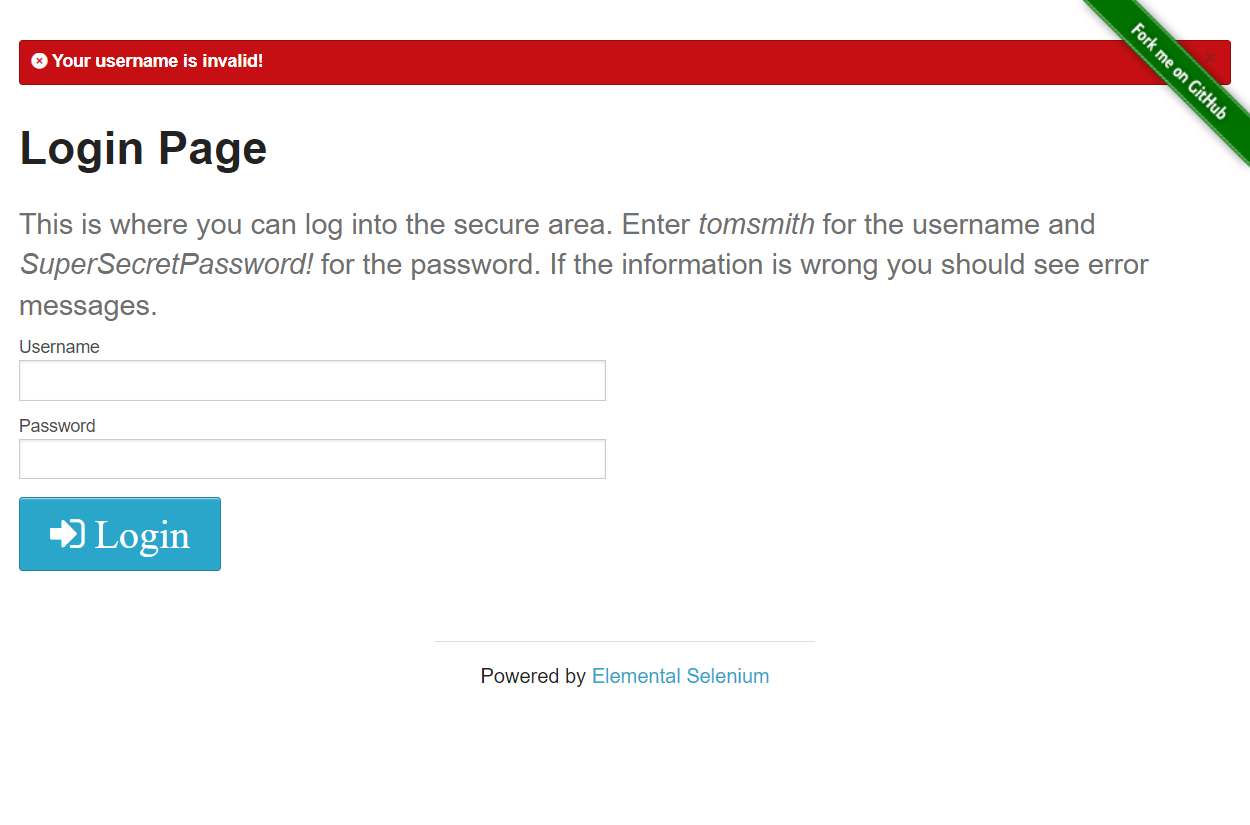 Your username is invalid!
Fork me on GitHub
Login Page
This is where you can log into the secure area. Enter tomsmith for the username and
SuperSecretPassword! for the password. If the information is wrong you should see error
messages.
Username
Password
Login
Powered by Elemental Selenium